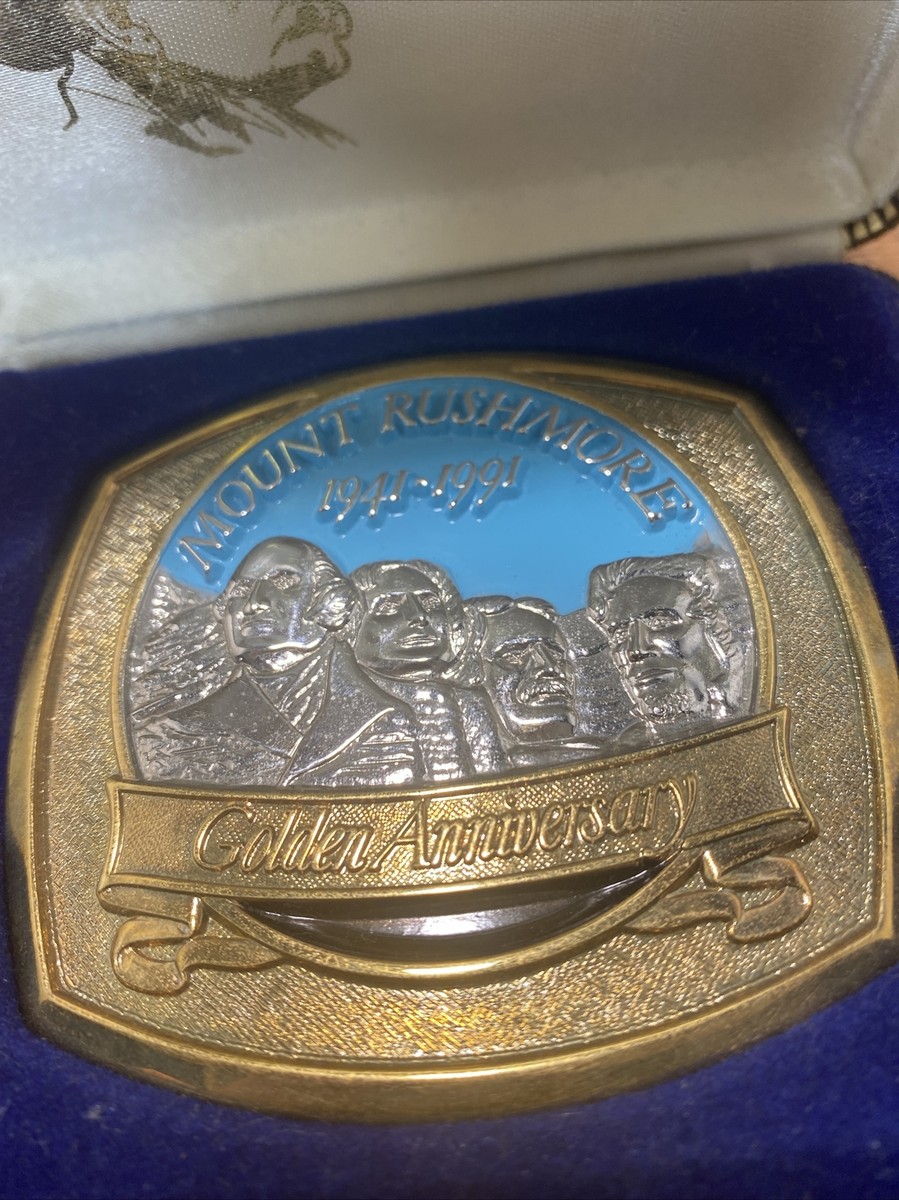 MOUNT RUSHMORE
1941-1991
Golden Anniversary